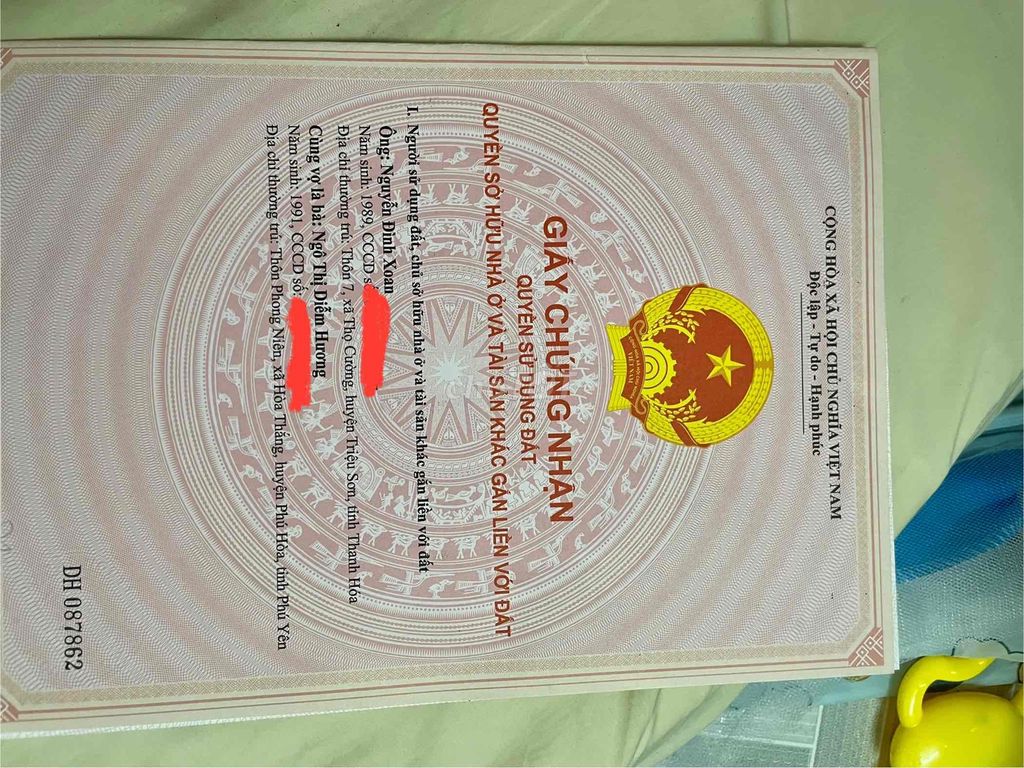 CỘNG HÒA XÃ HỘI CHỦ NGHĨA VIỆT NAM
Độc lập - Tự do - Hạnh phúc
VIỆT NAM
GIẤY CHỨNG NHẬN
QUYỀN SỬ DỤNG ĐẤT
QUYỀN SỞ HỮU NHÀ Ở VÀ TÀI SẢN KHÁC GẮN LIỀN VỚI ĐẤT
I. Người sử dụng đất, chủ sở hữu nhà ở và tài sản khác gắn liền với đất
Ông: Nguyễn Đình Xoan
Năm sinh: 1989, CCCD
Địa chỉ thường trú: Thôn 7, xã Thọ Cường, huyện Triệu Sơn, tỉnh Thanh Hóa
Cùng vợ là bà: Ngô Thị Diễm Hương
Năm sinh: 1991, CCCD số:
Địa chỉ thường trú: Thôn Phong Niên, xã Hòa Thắng, huyện Phú Hòa, tỉnh Phú Yên
DH 087862